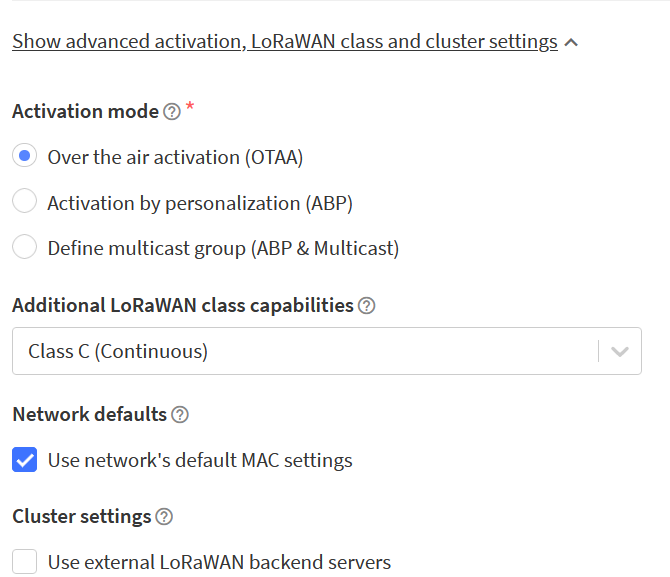 Show advanced activation, LoRaWAN class and cluster settings
Activation mode ? *
Over the air activation (OTAA)
Activation by personalization (ABP)
Define multicast group (ABP & Multicast)
Additional LoRaWAN class capabilities ?
Class C (Continuous)
Network defaults ?
Use network's default MAC settings
Cluster settings ?
Use external LoRaWAN backend servers